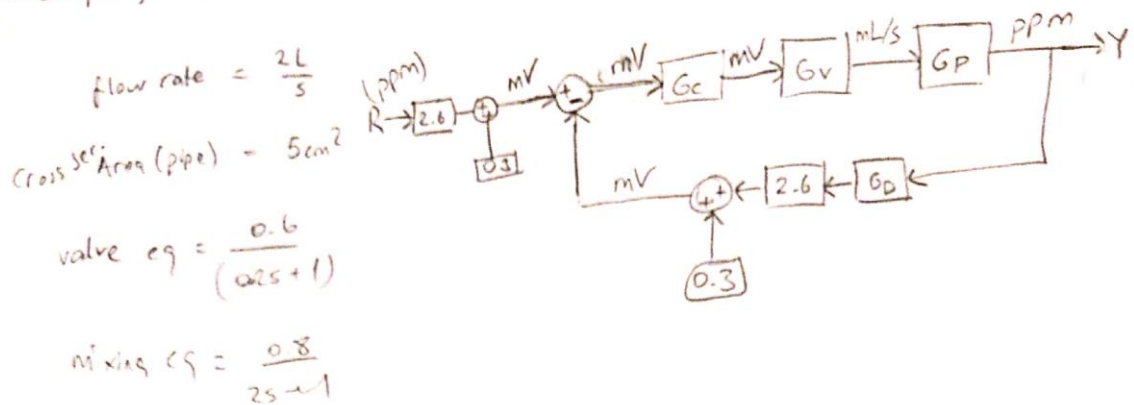 flow rate = 2L/s
Cross sec. Area (pipe) - 5cm²
valve eq = 0.6/(0.2s+1)
mixing eq = 0.8/
(ppm)
R
2.6
0.3
mV
+
-
mV
Gc
mV
Gv
mL/s
Gp
ppm
Y
mV
+ +
2.6
GD
0.3